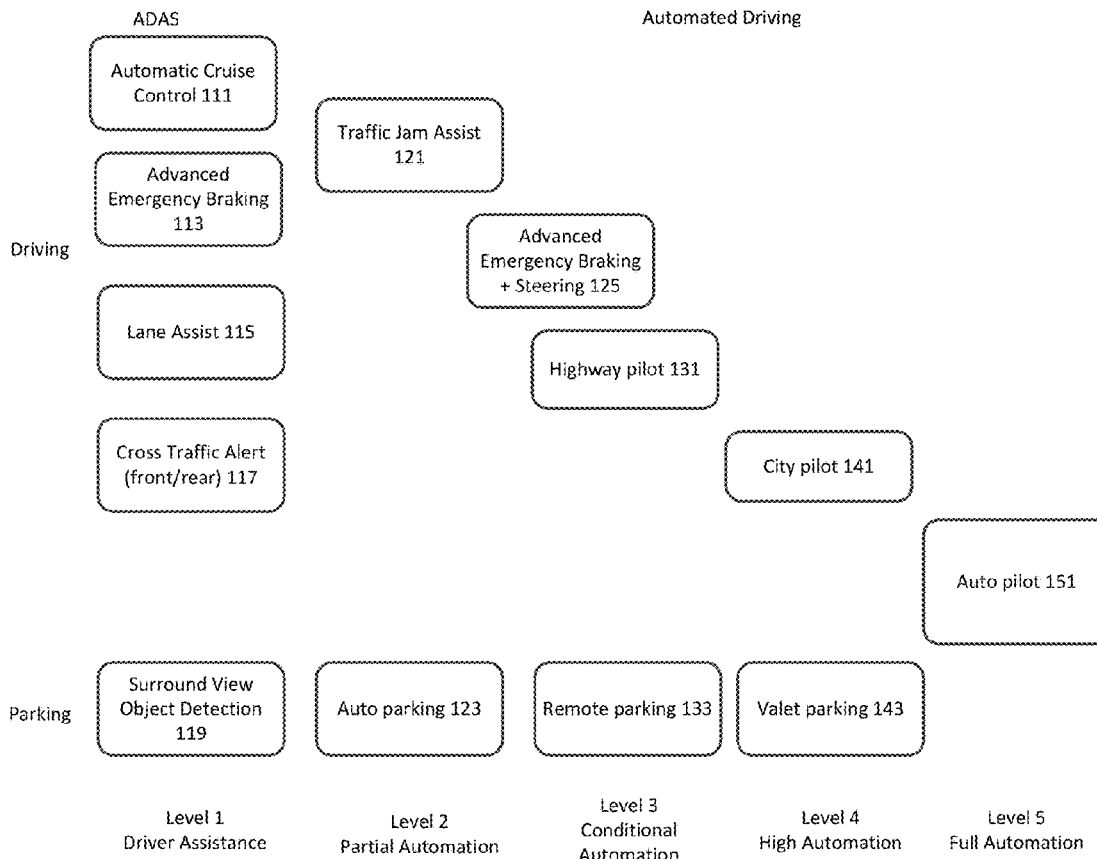 ADAS
Automated Driving
Automatic Cruise
Control 111
Traffic Jam Assist
121
Advanced
Emergency Braking
113
Driving
Advanced
Emergency Braking
+ Steering 125
Lane Assist 115
Highway pilot 131
Cross Traffic Alert
(front/rear) 117
City pilot 141
Auto pilot 151
Parking
Surround View
Object Detection
119
Auto parking 123
Remote parking 133
Valet parking 143
Level 1
Driver Assistance
Level 2
Partial Automation
Level 3
Conditional
Automation
Level 4
High Automation
Level 5
Full Automation